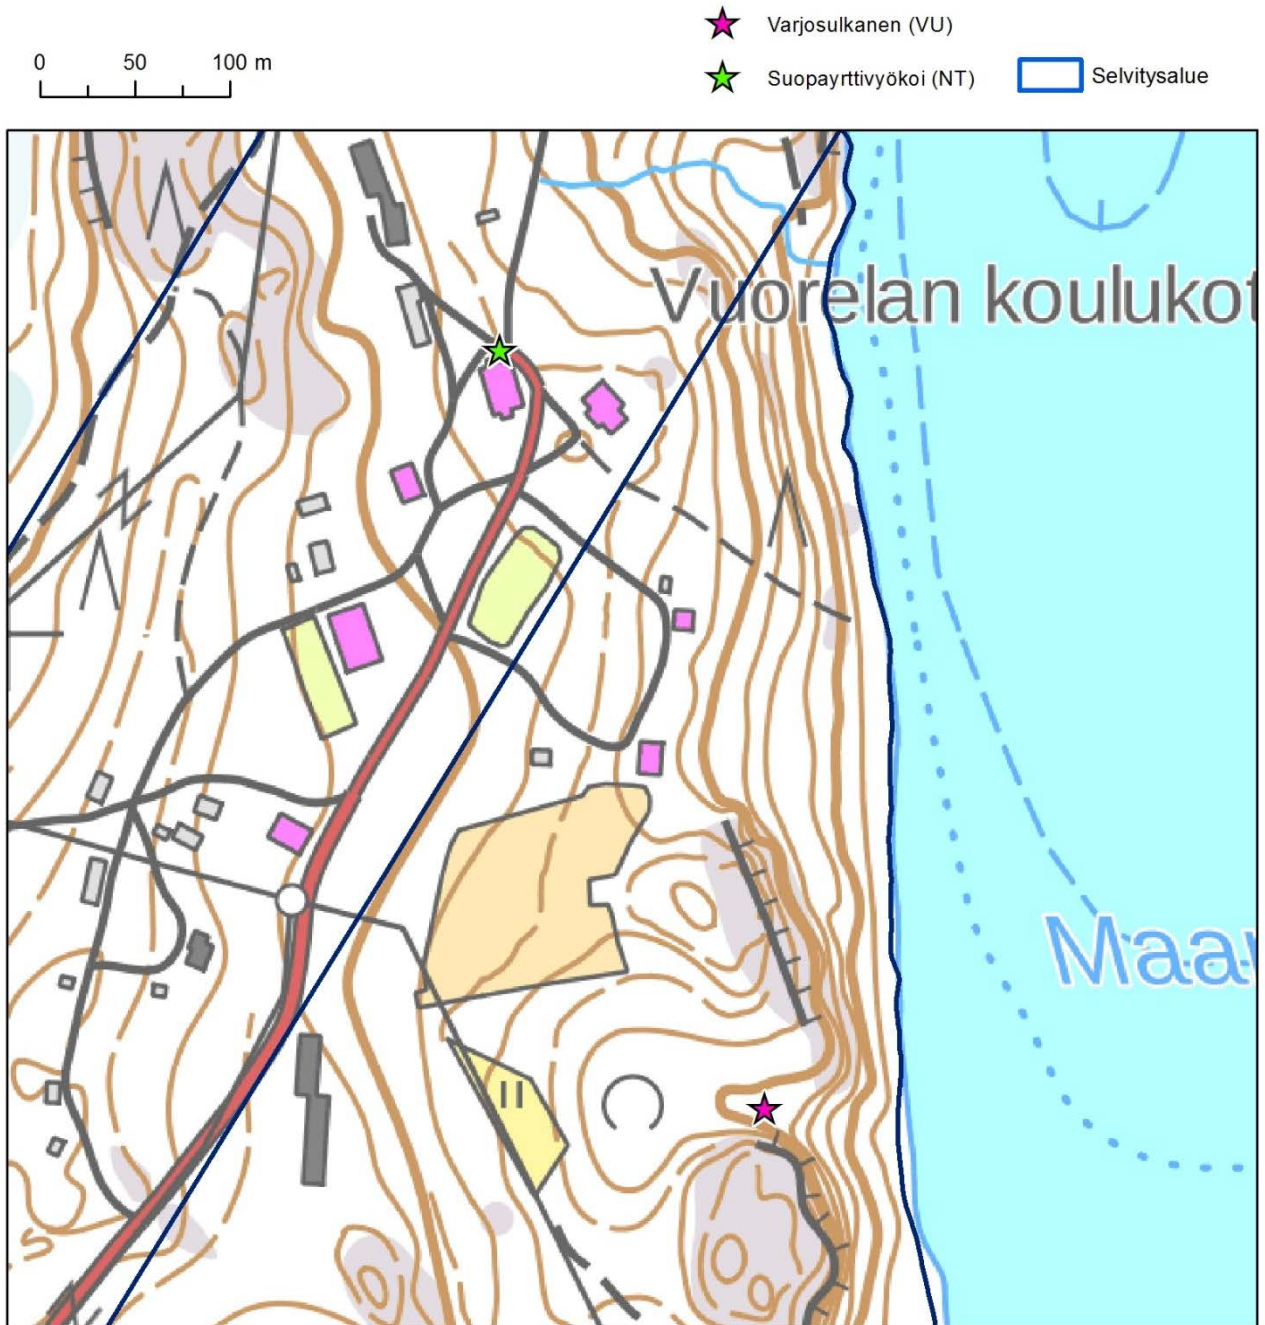 Varjosulkanen (VU)
0 50 100 m
Suopayrttivyökoi (NT)
Selvitysalue
Vuorelan koulukot
Maa